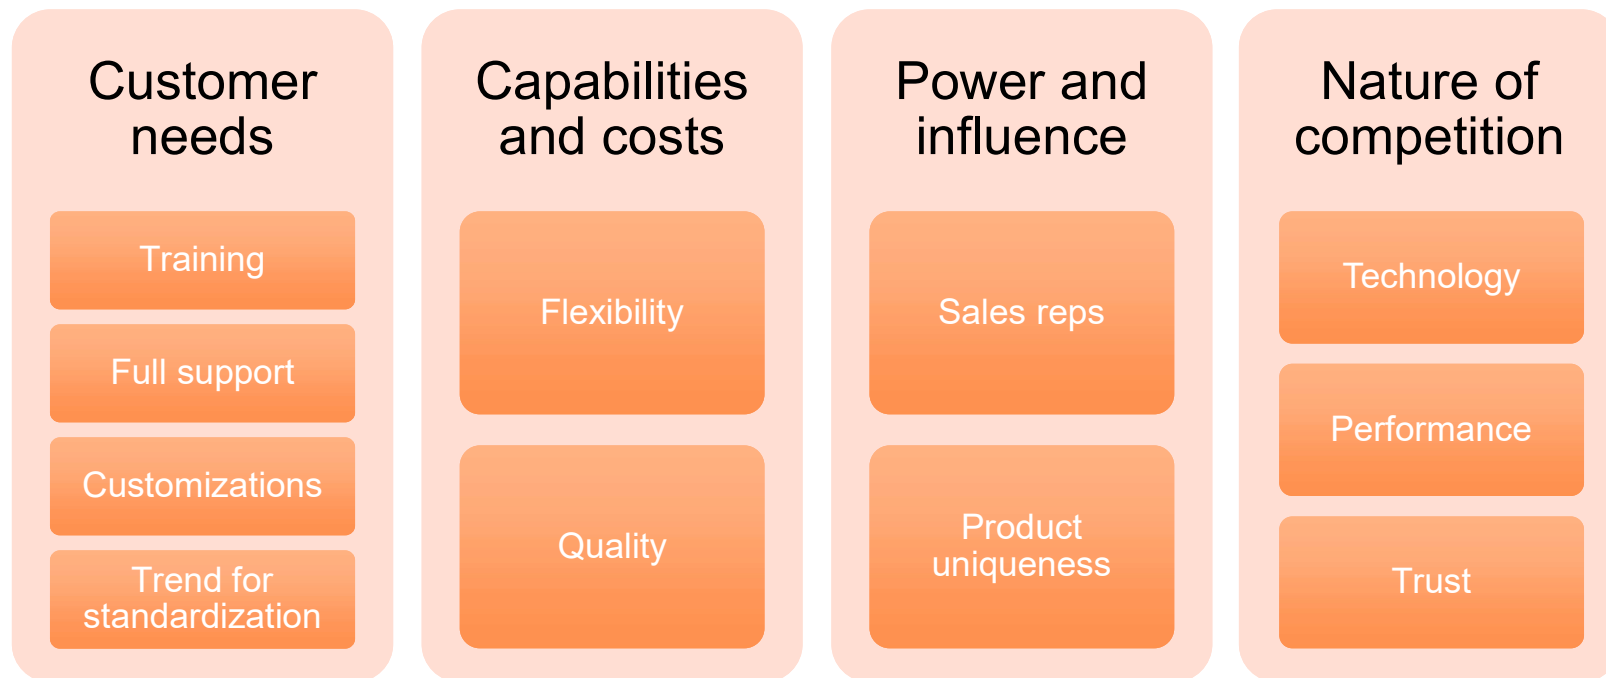 Customer
needs
Training
Full support
Customizations
Trend for
standardization
Capabilities
and costs
Flexibility
Quality
Power and
influence
Sales reps
Product
uniqueness
Nature of
competition
Technology
Performance
Trust